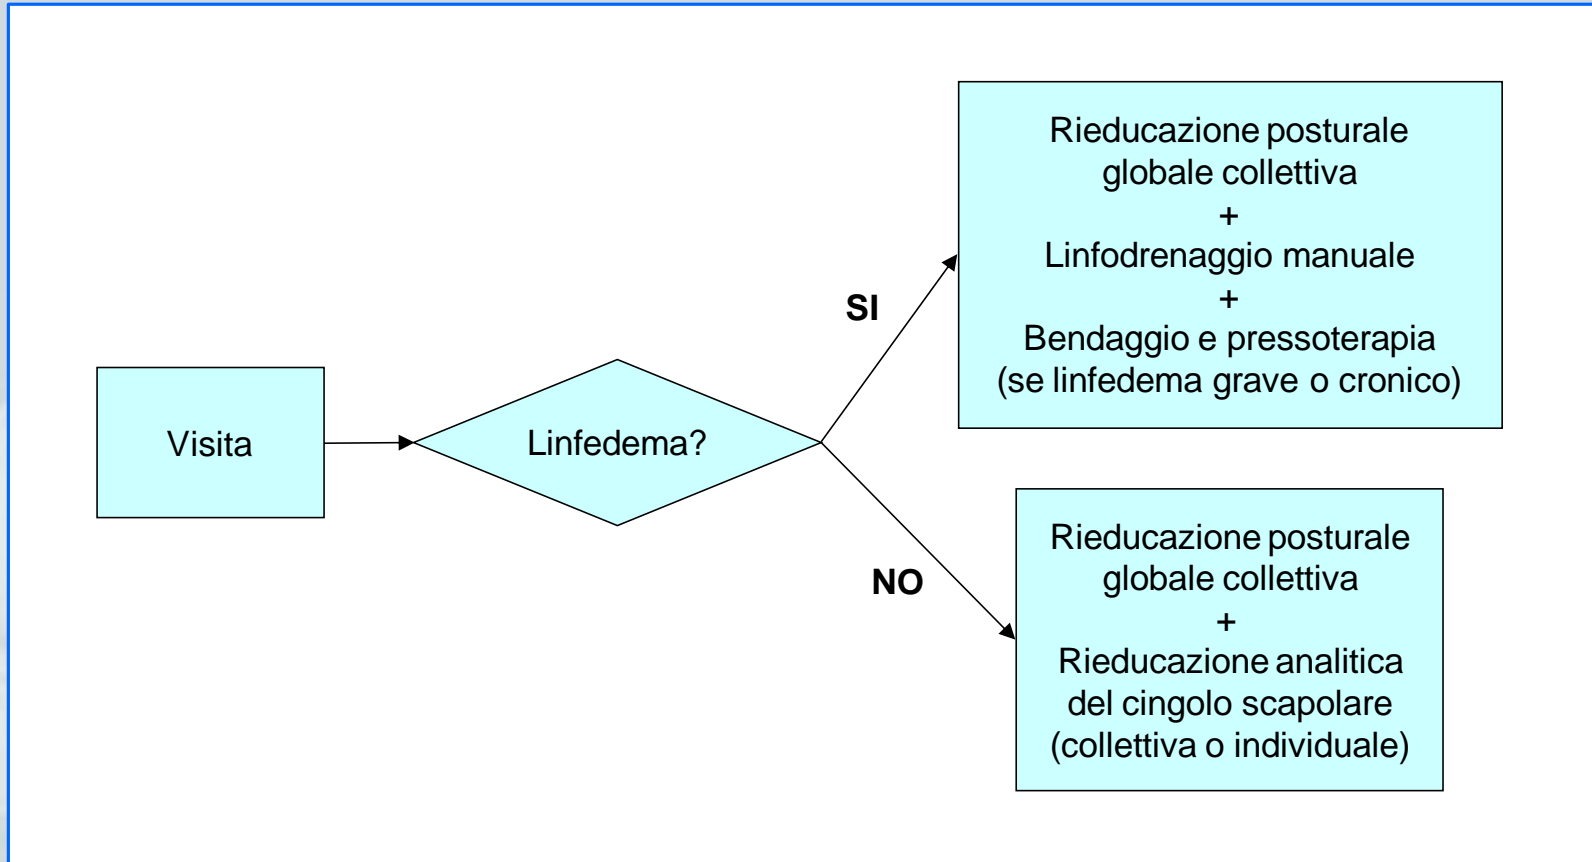 Visita
Linfedema?
SI
Rieducazione posturale
globale collettiva
+
Linfodrenaggio manuale
+
Bendaggio e pressoterapia
(se linfedema grave o cronico)
NO
Rieducazione posturale
globale collettiva
+
Rieducazione analitica
del cingolo scapolare
(collettiva o individuale)